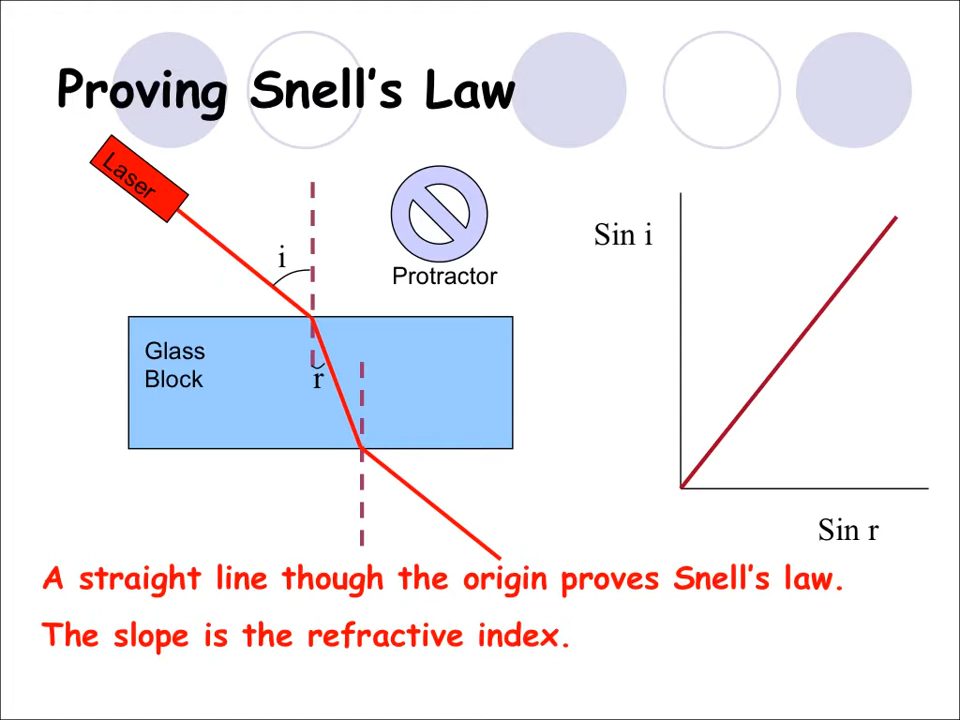 Proving Snell's Law
Laser
i
Protractor
Glass
Block
r
Sin i
Sin r
A straight line though the origin proves Snell's law.
The slope is the refractive index.